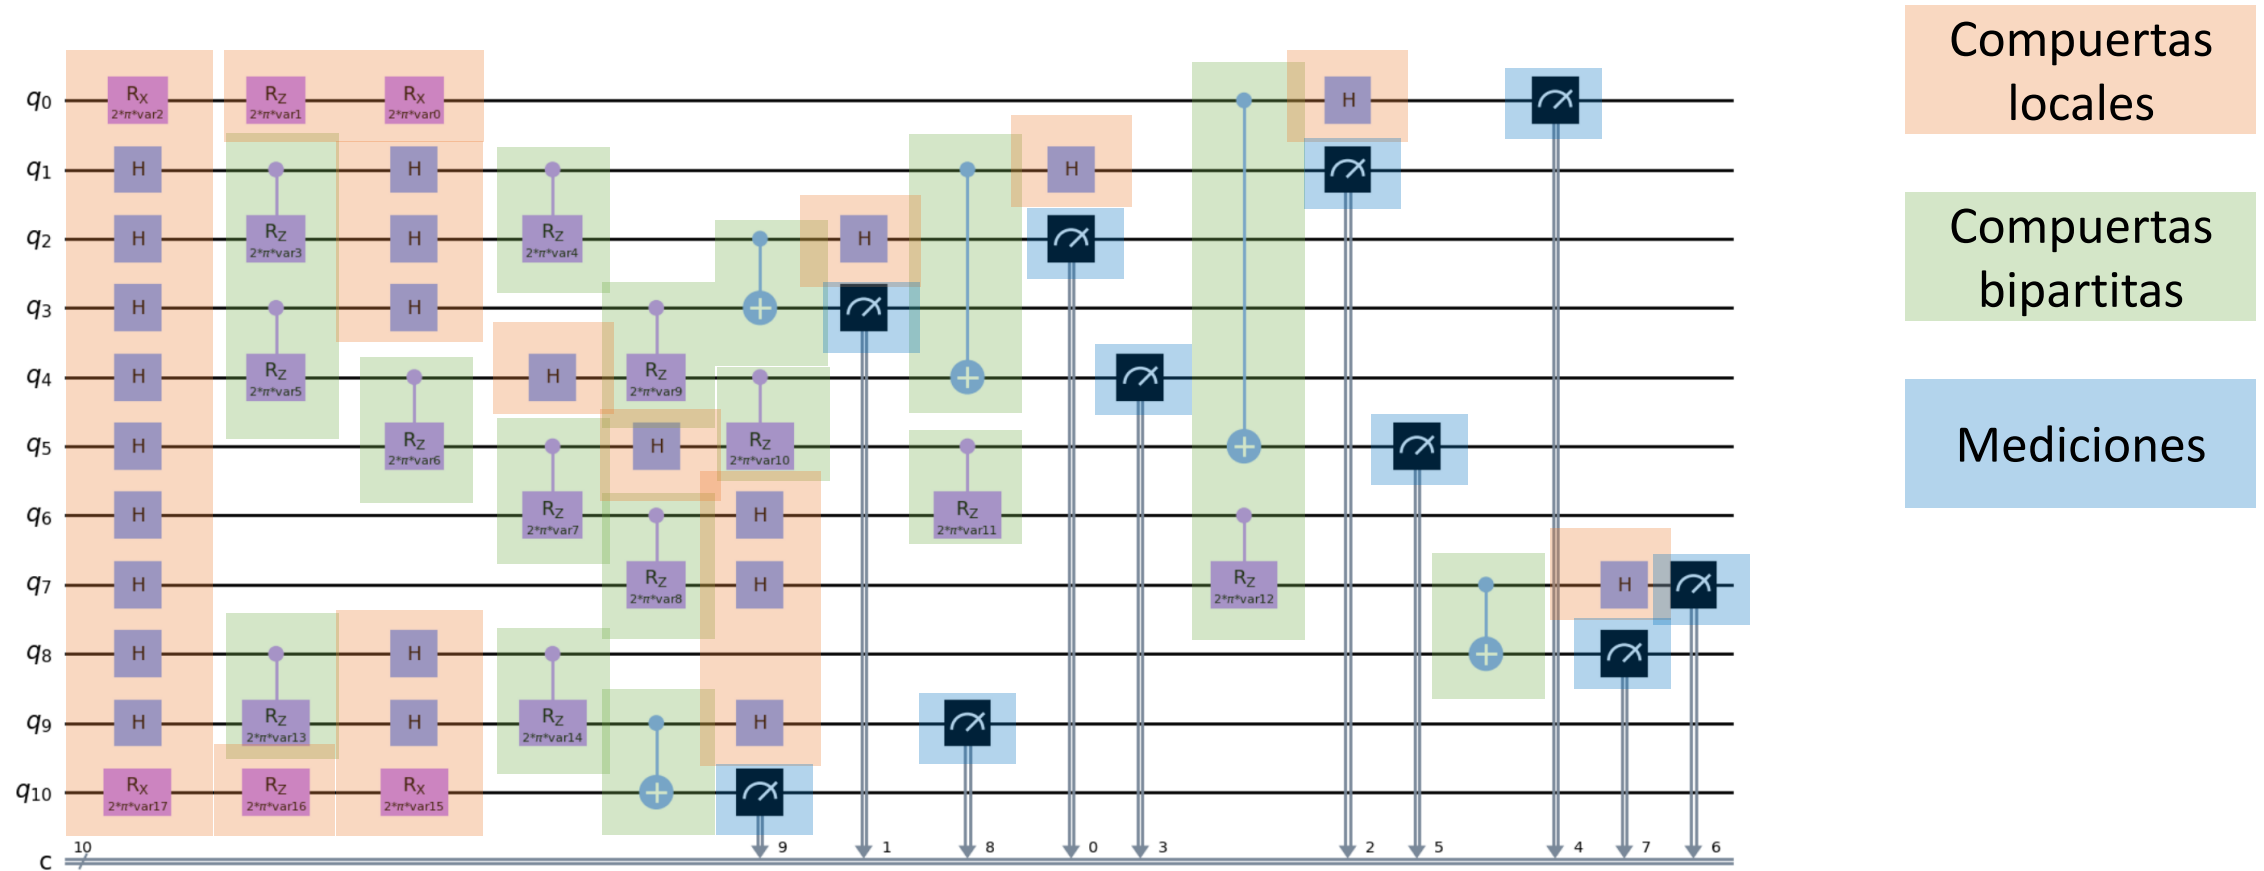 Compuertas
locales
Compuertas
bipartitas
Mediciones
q0 RX 2*π*var2 RZ 2*π*var1 RX 2*π*var0 H
q1 H H H
q2 H RZ 2*π*var3 H RZ 2*π*var4 H
q3 H H
q4 H RZ 2*π*var5 H RZ 2*π*var9
q5 H RZ 2*π*var6 H RZ 2*π*var10
q6 H RZ 2*π*var7 H RZ 2*π*var11
q7 H RZ 2*π*var8 H RZ 2*π*var12 H
q8 H H
q9 H RZ 2*π*var13 H RZ 2*π*var14 H
q10 RX 2*π*var17 RZ 2*π*var16 RX 2*π*var15
c 10 9 1 8 0 3 2 5 4 7 6